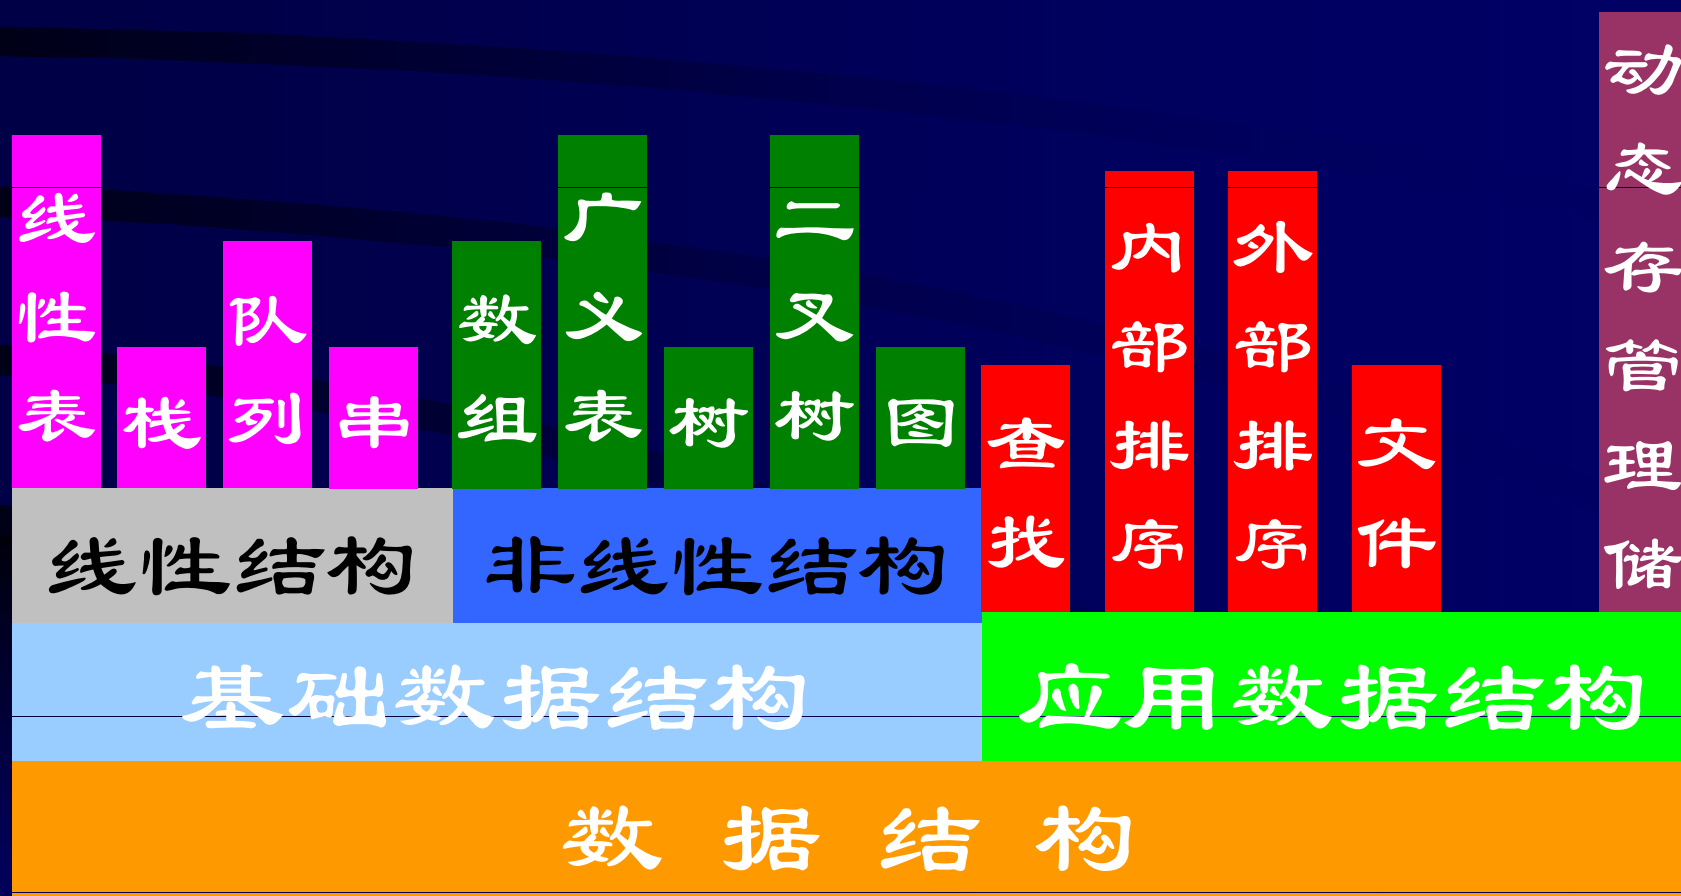 线性表
栈
队列
串
数组
广义表
树
二叉树
图
查找
内部排序
外部排序
文件
动态存管理储
线性结构
非线性结构
基础数据结构
应用数据结构
数据结构